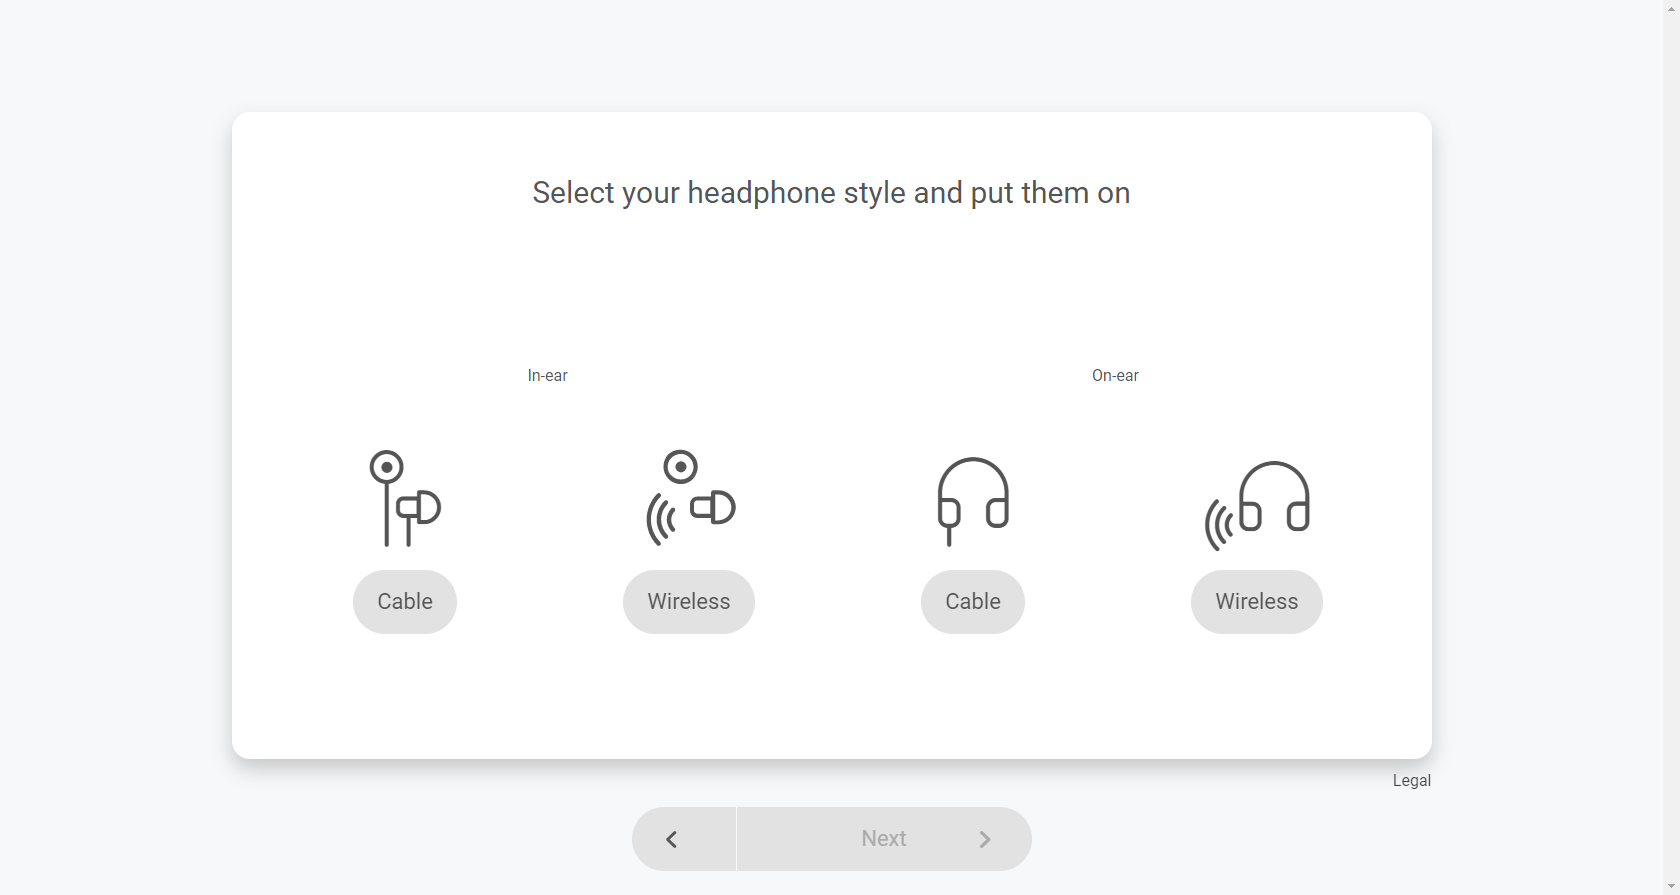 Select your headphone style and put them on
In-ear
On-ear
Cable
Wireless
Cable
Wireless
Legal
Next